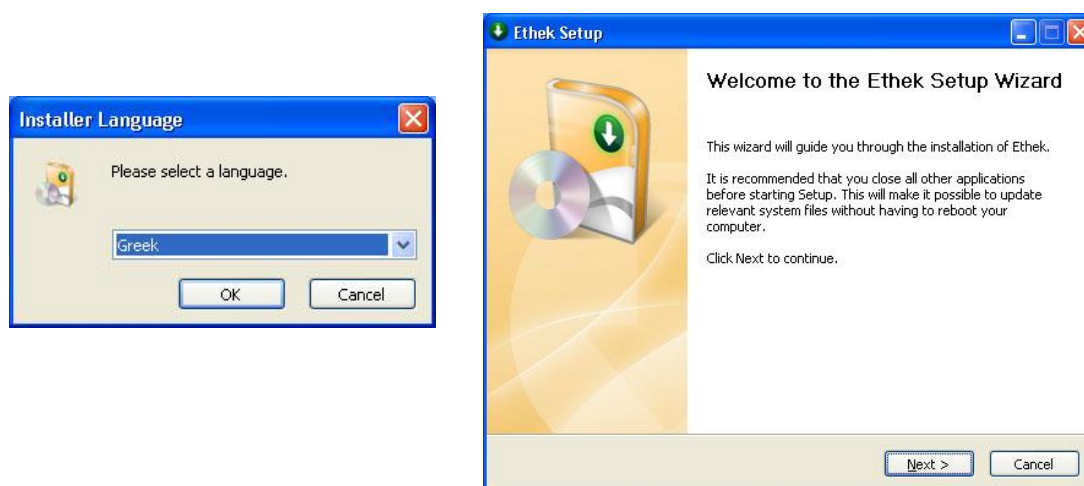 Installer Language
Please select a language.
Greek
OK
Cancel
Ethek Setup
Welcome to the Ethek Setup Wizard
This wizard will guide you through the installation of Ethek.
It is recommended that you close all other applications
before starting Setup. This will make it possible to update
relevant system files without having to reboot your
computer.
Click Next to continue.
Next >
Cancel